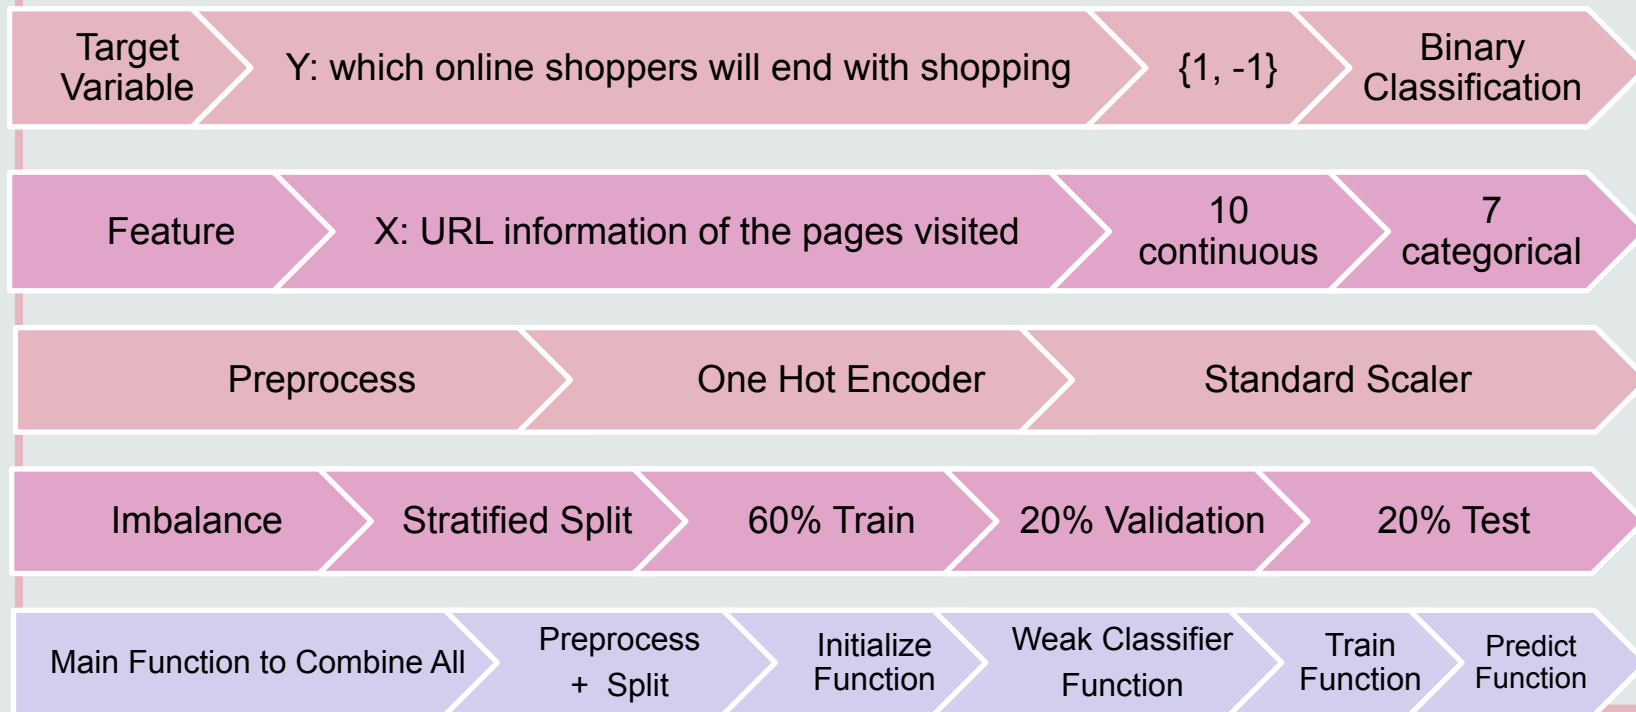 Target
Variable
Y: which online shoppers will end with shopping
{1, -1}
Binary
Classification
Feature
X: URL information of the pages visited
10
continuous
7
categorical
Preprocess
One Hot Encoder
Standard Scaler
Imbalance
Stratified Split
60% Train
20% Validation
20% Test
Main Function to Combine All
Preprocess
+ Split
Initialize
Function
Weak Classifier
Function
Train
Function
Predict
Function